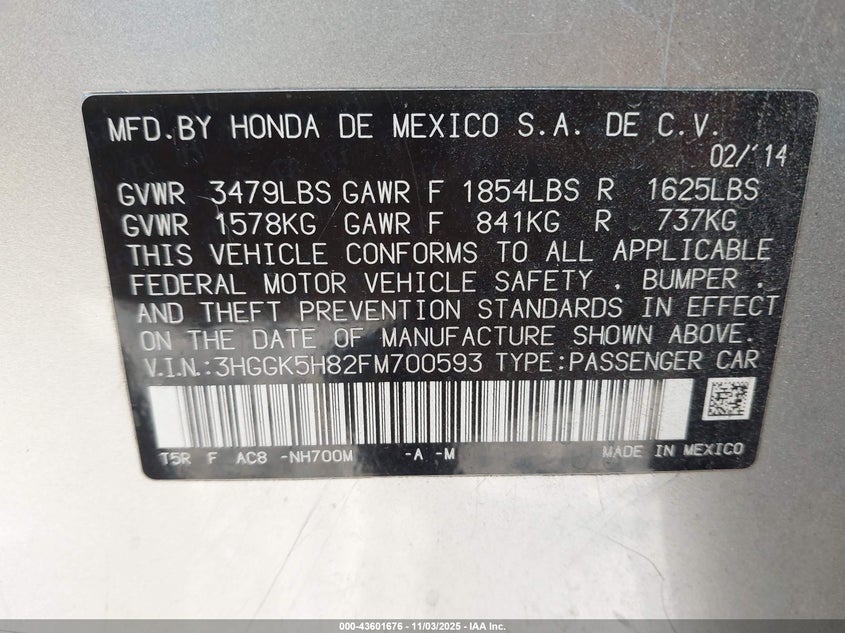 MFD.BY HONDA DE MEXICO S.A. DE C.V.
02/'14
GVWR 3479LBS GAWR F 1854LBS R 1625LBS
GVWR 1578KG GAWR F 841KG R 737KG
THIS VEHICLE CONFORMS TO ALL APPLICABLE
FEDERAL MOTOR VEHICLE SAFETY , BUMPER ,
AND THEFT PREVENTION STANDARDS IN EFFECT
ON THE DATE OF MANUFACTURE SHOWN ABOVE.
V.I.N.:3HGGK5H82FM700593 TYPE:PASSENGER CAR
T5R F AC8 -NH700M -A -M MADE IN MEXICO
000-43601676 - 11/03/2025 - IAA Inc.